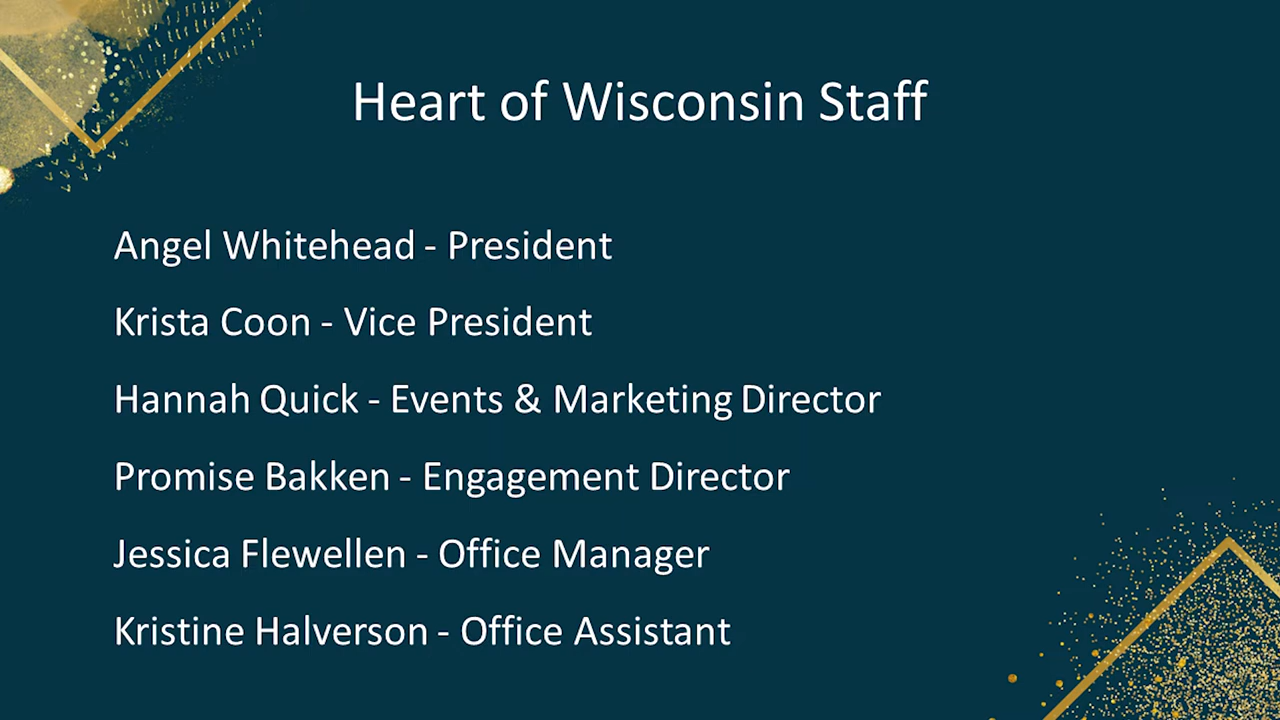 Heart of Wisconsin Staff
Angel Whitehead - President
Krista Coon - Vice President
Hannah Quick - Events & Marketing Director
Promise Bakken - Engagement Director
Jessica Flewellen - Office Manager
Kristine Halverson - Office Assistant